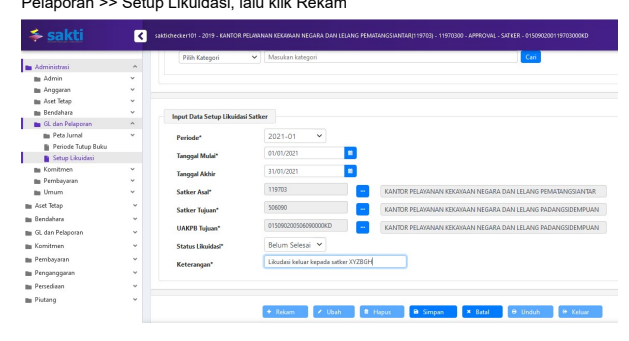 Pelaporan >> Setup Likuidasi, lalu klik Rekam
sakti
saktichecker101 - 2019 - KANTOR PELAYANAN KEKAYAAN NEGARA DAN LELANG PEMATANGSIANTAR(119703) - 11970300 - APPROVAL - SATKER - 015090200119703000KD
Pilih Kategori Masukan kategori Cari
Administrasi
Admin
Anggaran
Aset Tetap
Bendahara
GL dan Pelaporan
Peta Jurnal
Periode Tutup Buku
Setup Likuidasi
Komitmen
Pembayaran
Umum
Aset Tetap
Bendahara
GL dan Pelaporan
Komitmen
Pembayaran
Penganggaran
Persediaan
Piutang
Input Data Setup Likuidasi Satker
Periode* 2021-01
Tanggal Mulai* 01/01/2021
Tanggal Akhir 31/01/2021
Satker Asal* 119703 ... KANTOR PELAYANAN KEKAYAAN NEGARA DAN LELANG PEMATANGSIANTAR
Satker Tujuan* 506090 ... KANTOR PELAYANAN KEKAYAAN NEGARA DAN LELANG PADANGSIDEMPUAN
UAKPB Tujuan* 015090200506090000KD ... KANTOR PELAYANAN KEKAYAAN NEGARA DAN LELANG PADANGSIDEMPUAN
Status Likuidasi* Belum Selesai
Keterangan* Likudasi keluar kepada satker XYZBGH
+ Rekam Ubah Hapus Simpan × Batal Unduh Keluar